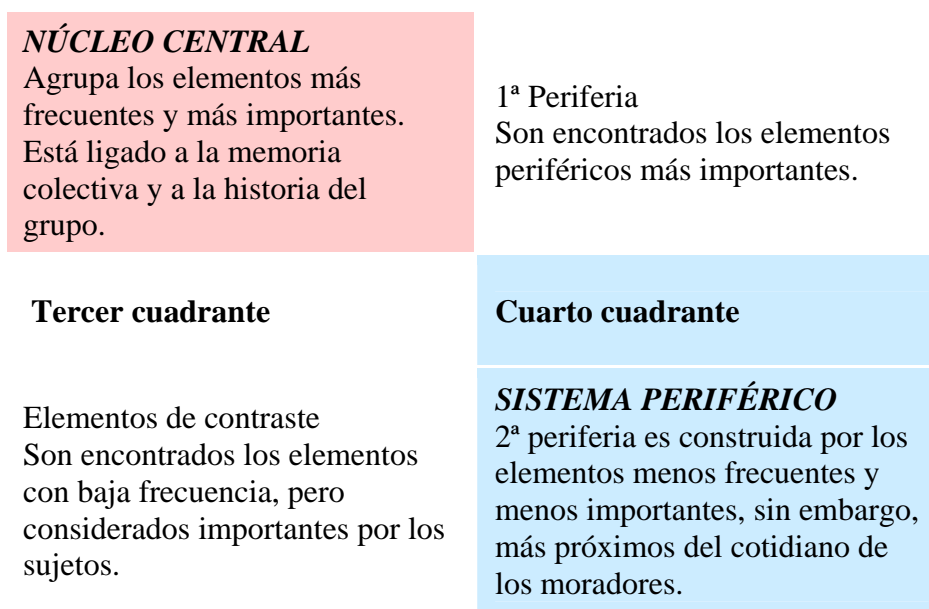 NÚCLEO CENTRAL
Agrupa los elementos más
frecuentes y más importantes.
Está ligado a la memoria
colectiva y a la historia del
grupo.
1ª Periferia
Son encontrados los elementos
periféricos más importantes.
Tercer cuadrante
Cuarto cuadrante
Elementos de contraste
Son encontrados los elementos
con baja frecuencia, pero
considerados importantes por los
sujetos.
SISTEMA PERIFÉRICO
2ª periferia es construida por los
elementos menos frecuentes y
menos importantes, sin embargo,
más próximos del cotidiano de
los moradores.